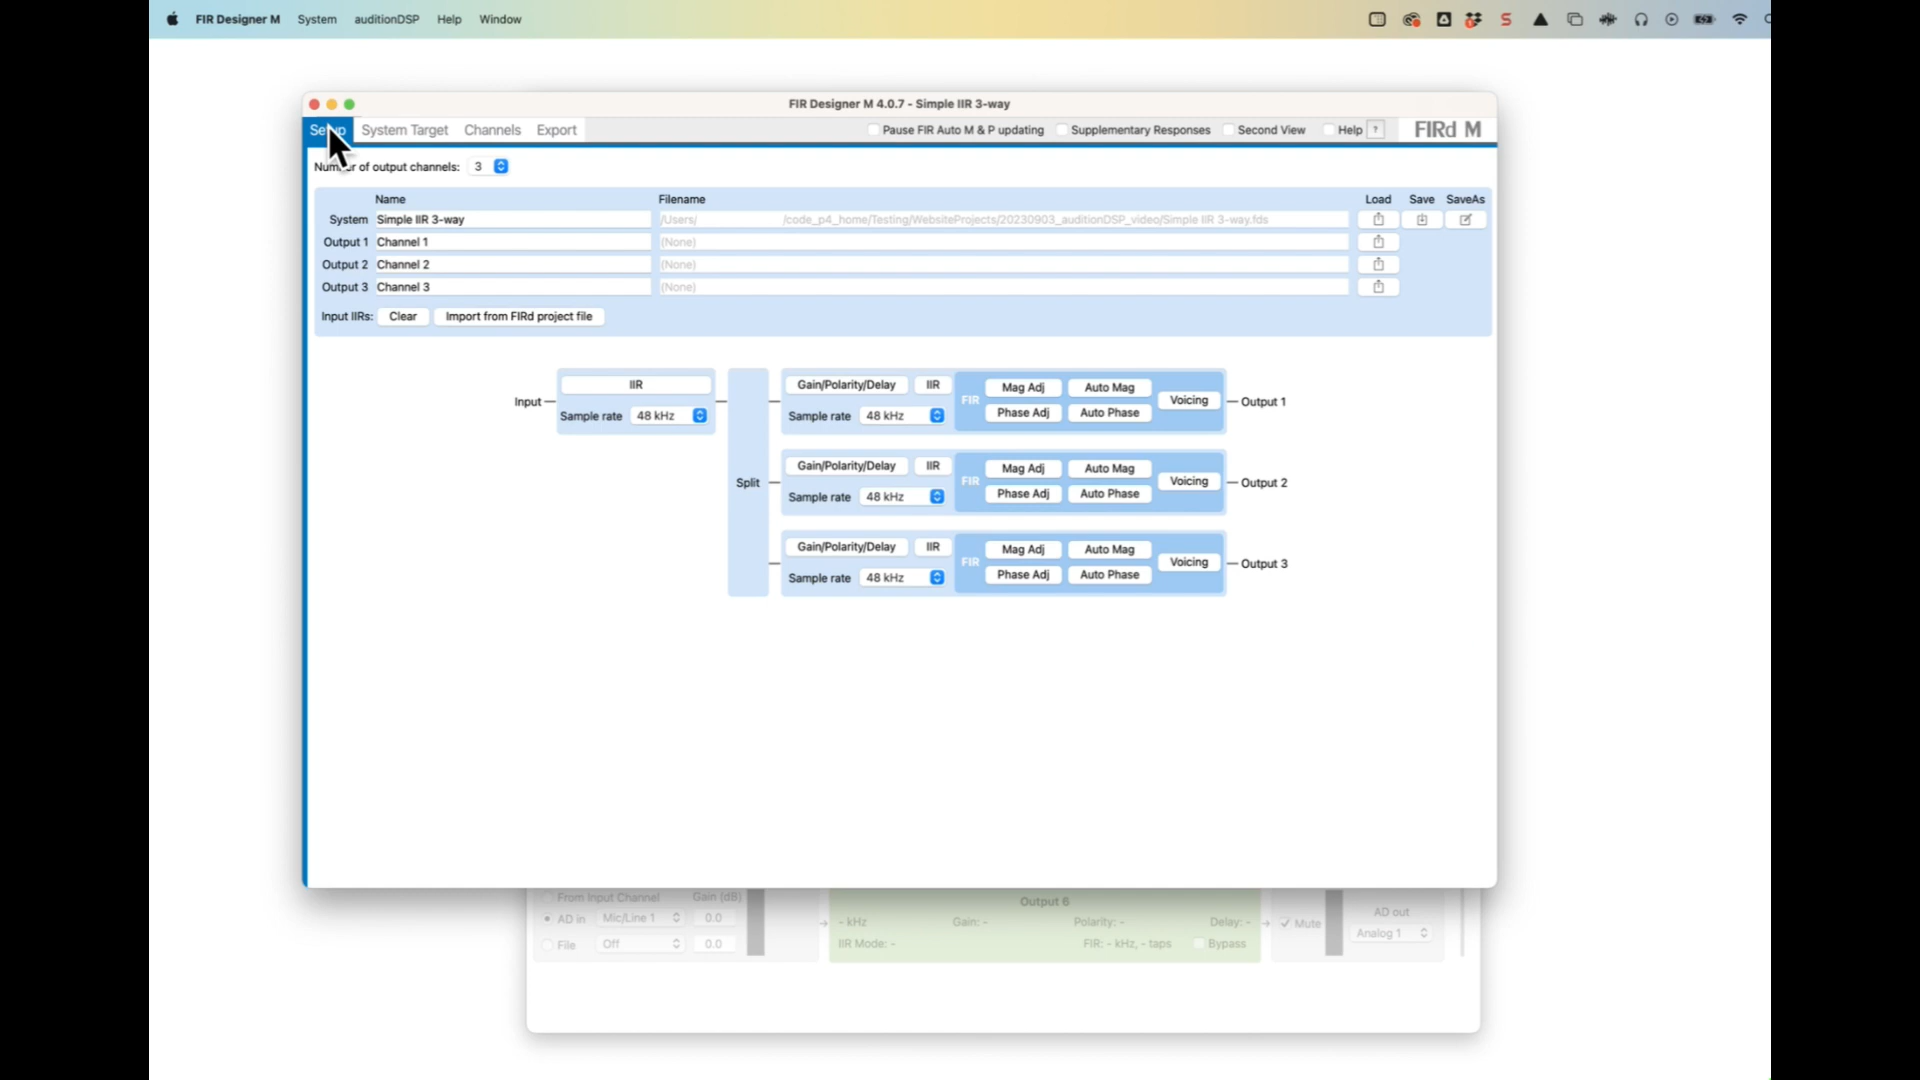 FIR Designer M System auditionDSP Help Window
FIR Designer M 4.0.7 - Simple IIR 3-way
Setup System Target Channels Export Pause FIR Auto M & P updating Supplementary Responses Second View Help ? FIRd M
Number of output channels: 3
Name Filename Load Save SaveAs
System Simple IIR 3-way /Users/ /code_p4_home/Testing/WebsiteProjects/20230903_auditionDSP_video/Simple IIR 3-way.fds
Output 1 Channel 1 (None)
Output 2 Channel 2 (None)
Output 3 Channel 3 (None)
Input IIRs: Clear Import from FIRd project file
Input IIR
Sample rate 48 kHz
Split
Gain/Polarity/Delay IIR FIR Mag Adj Auto Mag Voicing Output 1
Sample rate 48 kHz Phase Adj Auto Phase
Gain/Polarity/Delay IIR FIR Mag Adj Auto Mag Voicing Output 2
Sample rate 48 kHz Phase Adj Auto Phase
Gain/Polarity/Delay IIR FIR Mag Adj Auto Mag Voicing Output 3
Sample rate 48 kHz Phase Adj Auto Phase
From Input Channel Gain (dB) Output 6
AD in Mic/Line 1 0.0 - kHz Gain: - Polarity: - Delay: - Mute AD out
Analog 1
File Off 0.0 IIR Mode: - FIR: - kHz, - taps Bypass